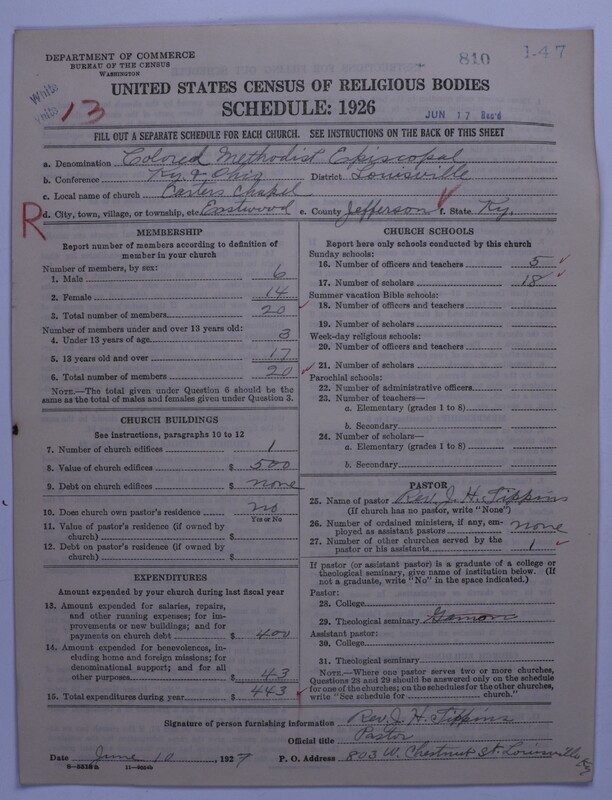 DEPARTMENT OF COMMERCE
BUREAU OF THE CENSUS
WASHINGTON
810
1-47
White
13
UNITED STATES CENSUS OF RELIGIOUS BODIES
SCHEDULE: 1926
JUN 17 Rec'd
FILL OUT A SEPARATE SCHEDULE FOR EACH CHURCH. SEE INSTRUCTIONS ON THE BACK OF THIS SHEET
a. Denomination Colored Methodist Episcopal
b. Conference Ky & Ohio District Louisville
c. Local name of church Carters Chapel
R
d. City, town, village, or township, etc. Eastwood e. County Jefferson f. State Ky.
MEMBERSHIP
Report number of members according to definition of
member in your church
Number of members, by sex:
1. Male 6
2. Female 14
3. Total number of members 20
Number of members under and over 13 years old:
4. Under 13 years of age 3
5. 13 years old and over 17
6. Total number of members 20
NOTE.—The total given under Question 6 should be
the same as the total of males and females given under Question 3.
CHURCH BUILDINGS
See instructions, paragraphs 10 to 12
7. Number of church edifices 1
8. Value of church edifices $ 500
9. Debt on church edifices $ none
10. Does church own pastor's residence no
Yes or No
11. Value of pastor's residence (if owned by
church) $
12. Debt on pastor's residence (if owned by
church) $
EXPENDITURES
Amount expended by your church during last fiscal year
13. Amount expended for salaries, repairs,
and other running expenses; for im-
provements or new buildings; and for
payments on church debt $ 400
14. Amount expended for benevolences, in-
cluding home and foreign missions; for
denominational support; and for all
other purposes $ 43
15. Total expenditures during year $ 443
CHURCH SCHOOLS
Report here only schools conducted by this church
Sunday schools:
16. Number of officers and teachers 5
17. Number of scholars 18
Summer vacation Bible schools:
18. Number of officers and teachers
19. Number of scholars
Week-day religious schools:
20. Number of officers and teachers
21. Number of scholars
Parochial schools:
22. Number of administrative officers
23. Number of teachers—
a. Elementary (grades 1 to 8)
b. Secondary
24. Number of scholars—
a. Elementary (grades 1 to 8)
b. Secondary
PASTOR
25. Name of pastor Rev. J. H. Tippins
(If church has no pastor, write "None")
26. Number of ordained ministers, if any, em-
ployed as assistant pastors none
27. Number of other churches served by the
pastor or his assistants 1
If pastor (or assistant pastor) is a graduate of a college or
theological seminary, give name of institution below. (If
not a graduate, write "No" in the space indicated.)
Pastor:
28. College
29. Theological seminary Gamon
Assistant pastor:
30. College
31. Theological seminary
NOTE.—Where one pastor serves two or more churches,
Questions 28 and 29 should be answered only on the schedule
for one of the churches; on the schedules for the other churches,
write "See schedule for church."
Signature of person furnishing information Rev. J. H. Tippins
Official title Pastor
Date June 10, 1927 P. O. Address 803 W. Chestnut St. Louisville Ky